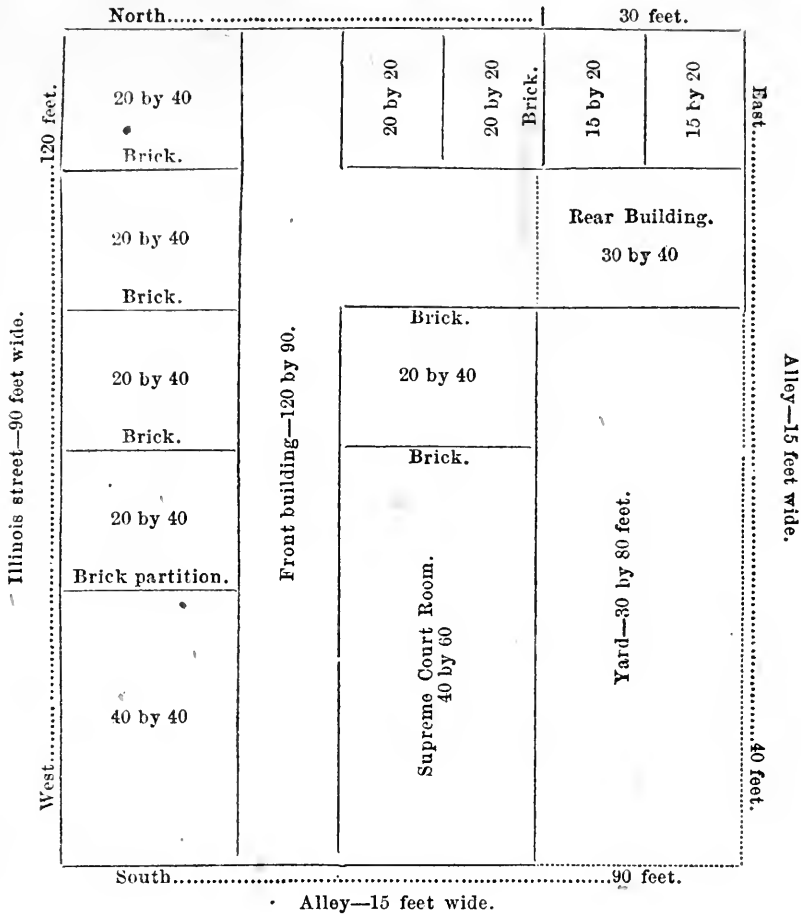 North.................................................... | 30 feet.
West..........................120 feet.
Illinois street—90 feet wide.
20 by 40
Brick.
20 by 40
Brick.
20 by 40
Brick.
20 by 40
Brick partition.
40 by 40
Front building—120 by 90.
20 by 20
20 by 20
Brick.
15 by 20
15 by 20
Rear Building.
30 by 40
Brick.
20 by 40
Brick.
Supreme Court Room.
40 by 60
Yard—30 by 80 feet.
East..........................40 feet.
Alley—15 feet wide.
South....................................................90 feet.
Alley—15 feet wide.